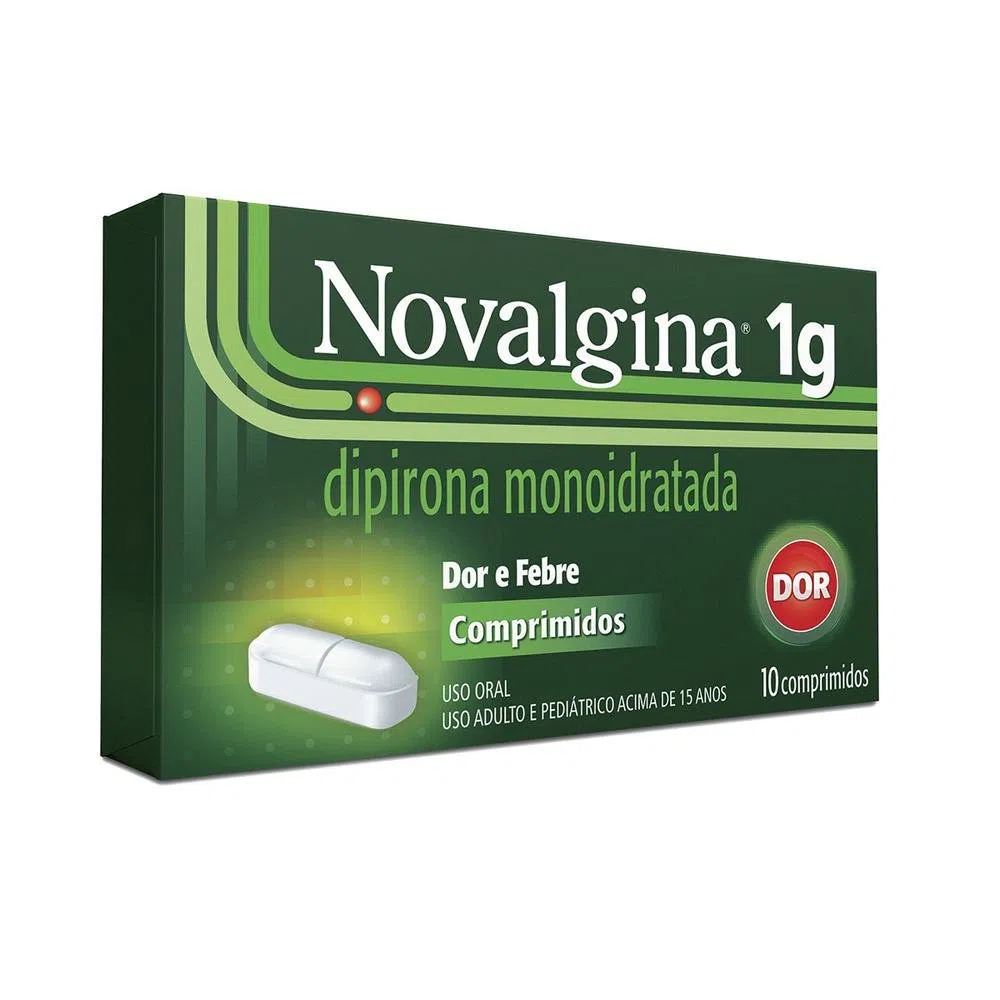 Novalgina® 1g
dipirona monoidratada
Dor e Febre
Comprimidos
DOR
USO ORAL
USO ADULTO E PEDIÁTRICO ACIMA DE 15 ANOS
10 comprimidos